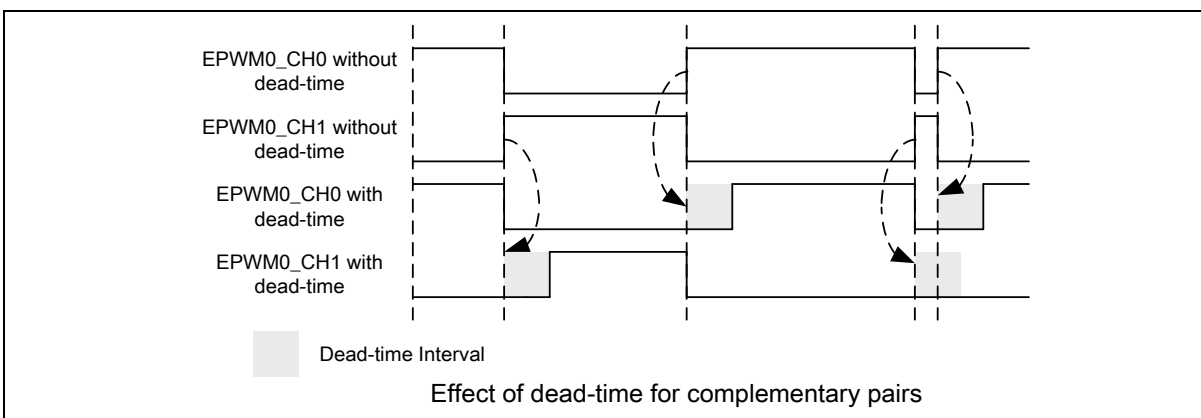 EPWM0_CH0 without
dead-time
EPWM0_CH1 without
dead-time
EPWM0_CH0 with
dead-time
EPWM0_CH1 with
dead-time
Dead-time Interval
Effect of dead-time for complementary pairs